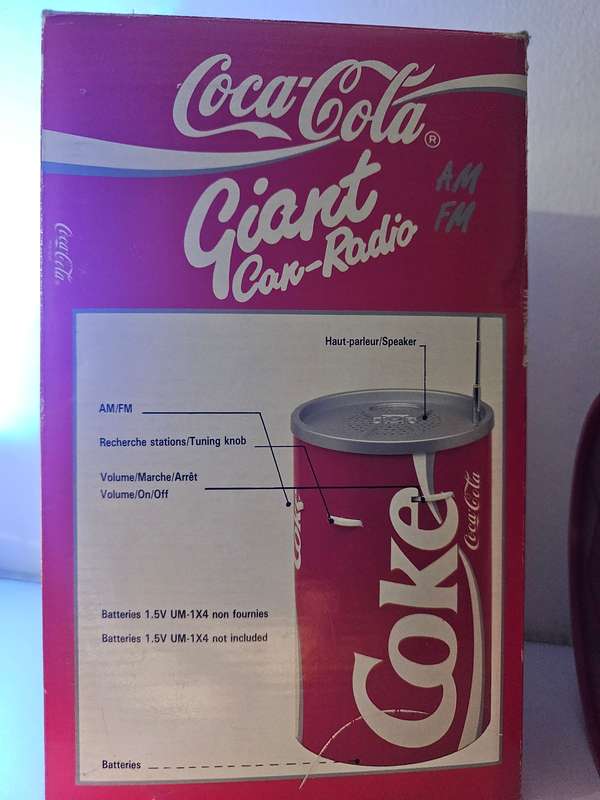 Coca-Cola®
Giant
Can-Radio
AM
FM
Coca-Cola
Haut-parleur/Speaker
AM/FM
Recherche stations/Tuning knob
Volume/Marche/Arrêt
Volume/On/Off
Coke
Coca-Cola
Coke
Batteries 1.5V UM-1X4 non fournies
Batteries 1.5V UM-1X4 not included
Batteries